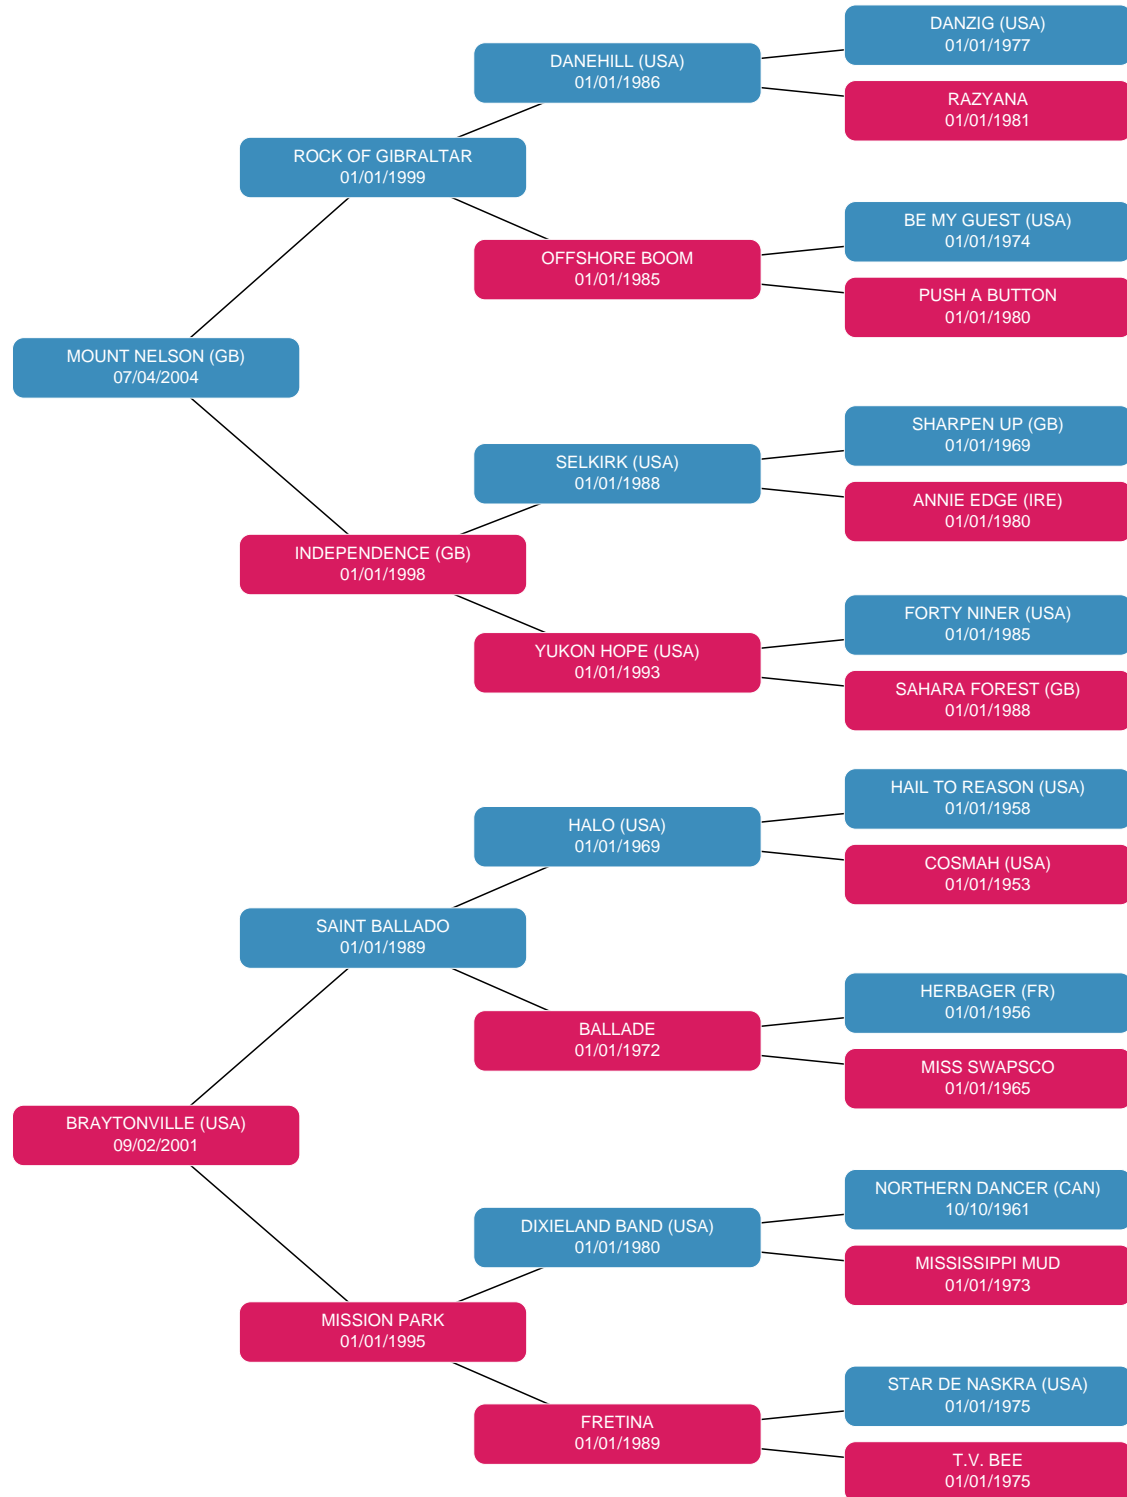 DANZIG (USA)
01/01/1977
DANEHILL (USA)
01/01/1986
RAZYANA
01/01/1981
ROCK OF GIBRALTAR
01/01/1999
BE MY GUEST (USA)
01/01/1974
OFFSHORE BOOM
01/01/1985
PUSH A BUTTON
01/01/1980
MOUNT NELSON (GB)
07/04/2004
SHARPEN UP (GB)
01/01/1969
SELKIRK (USA)
01/01/1988
ANNIE EDGE (IRE)
01/01/1980
INDEPENDENCE (GB)
01/01/1998
FORTY NINER (USA)
01/01/1985
YUKON HOPE (USA)
01/01/1993
SAHARA FOREST (GB)
01/01/1988
HAIL TO REASON (USA)
01/01/1958
HALO (USA)
01/01/1969
COSMAH (USA)
01/01/1953
SAINT BALLADO
01/01/1989
HERBAGER (FR)
01/01/1956
BALLADE
01/01/1972
MISS SWAPSCO
01/01/1965
BRAYTONVILLE (USA)
09/02/2001
NORTHERN DANCER (CAN)
10/10/1961
DIXIELAND BAND (USA)
01/01/1980
MISSISSIPPI MUD
01/01/1973
MISSION PARK
01/01/1995
STAR DE NASKRA (USA)
01/01/1975
FRETINA
01/01/1989
T.V. BEE
01/01/1975